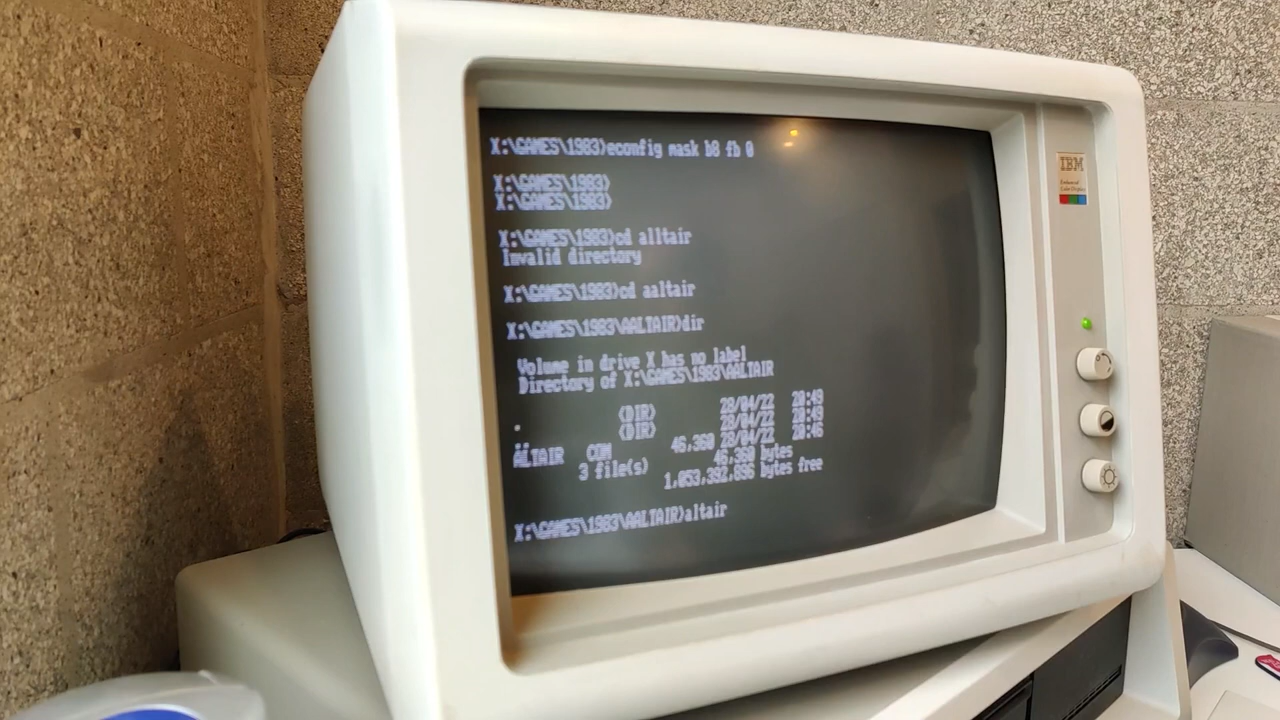 X:\GAMES\1983>econfig mask b8 fb 0
X:\GAMES\1983>
X:\GAMES\1983>
X:\GAMES\1983>cd alltair
Invalid directory
X:\GAMES\1983>cd aaltair
X:\GAMES\1983\AALTAIR>dir
Volume in drive X has no label
Directory of X:\GAMES\1983\AALTAIR
. <DIR> 28/04/22 20:49
.. <DIR> 28/04/22 20:49
ALTAIR COM 46,360 28/04/22 20:46
3 file(s) 46,360 bytes
1,053,392,896 bytes free
X:\GAMES\1983\AALTAIR>altair
IBM
Enhanced
Color Display